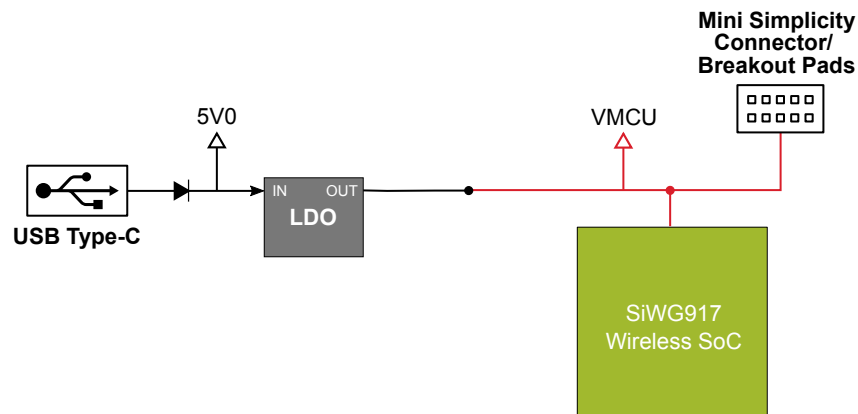 Mini Simplicity
Connector/
Breakout Pads
5V0
VMCU
IN OUT
LDO
USB Type-C
SiWG917
Wireless SoC